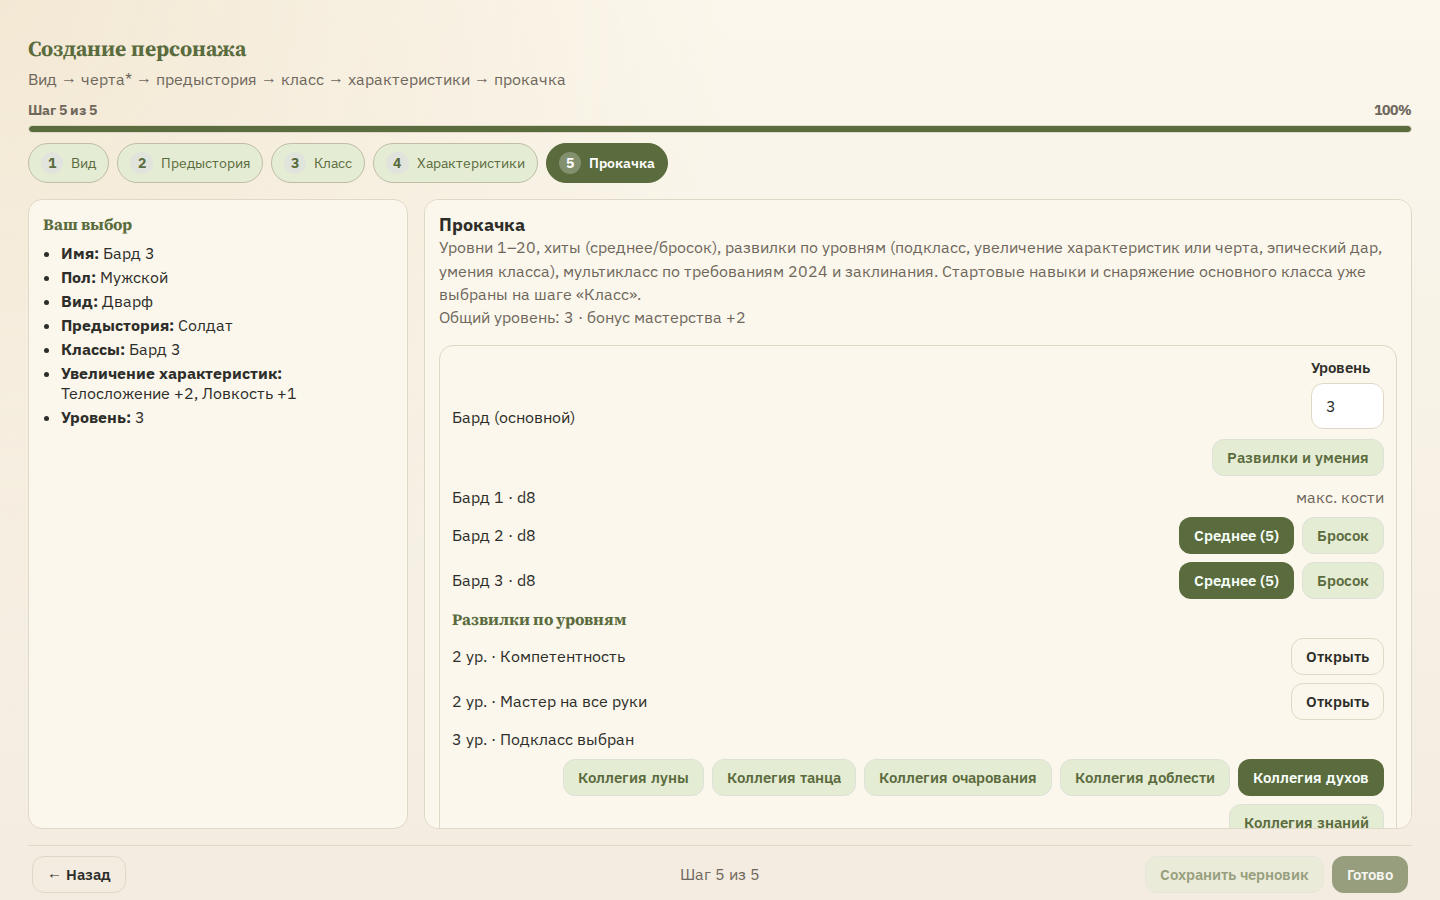 Создание персонажа
Вид → черта* → предыстория → класс → характеристики → прокачка
Шаг 5 из 5
100%
1 Вид
2 Предыстория
3 Класс
4 Характеристики
5 Прокачка
Ваш выбор
• Имя: Бард 3
• Пол: Мужской
• Вид: Дварф
• Предыстория: Солдат
• Классы: Бард 3
• Увеличение характеристик:
Телосложение +2, Ловкость +1
• Уровень: 3
Прокачка
Уровни 1–20, хиты (среднее/бросок), развилки по уровням (подкласс, увеличение характеристик или черта, эпический дар,
умения класса), мультикласс по требованиям 2024 и заклинания. Стартовые навыки и снаряжение основного класса уже
выбраны на шаге «Класс».
Общий уровень: 3 · бонус мастерства +2
Уровень
Бард (основной)
3
Развилки и умения
Бард 1 · d8
макс. кости
Бард 2 · d8
Среднее (5)
Бросок
Бард 3 · d8
Среднее (5)
Бросок
Развилки по уровням
2 ур. · Компетентность
Открыть
2 ур. · Мастер на все руки
Открыть
3 ур. · Подкласс выбран
Коллегия луны
Коллегия танца
Коллегия очарования
Коллегия доблести
Коллегия духов
Коллегия знаний
← Назад
Шаг 5 из 5
Сохранить черновик
Готово